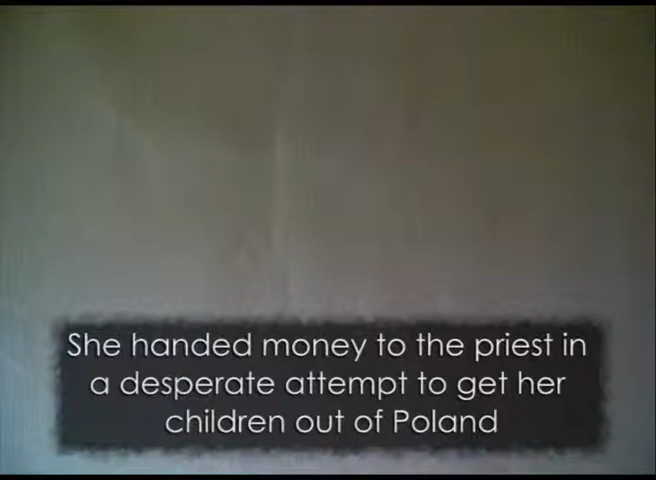 She handed money to the priest in
a desperate attempt to get her
children out of Poland